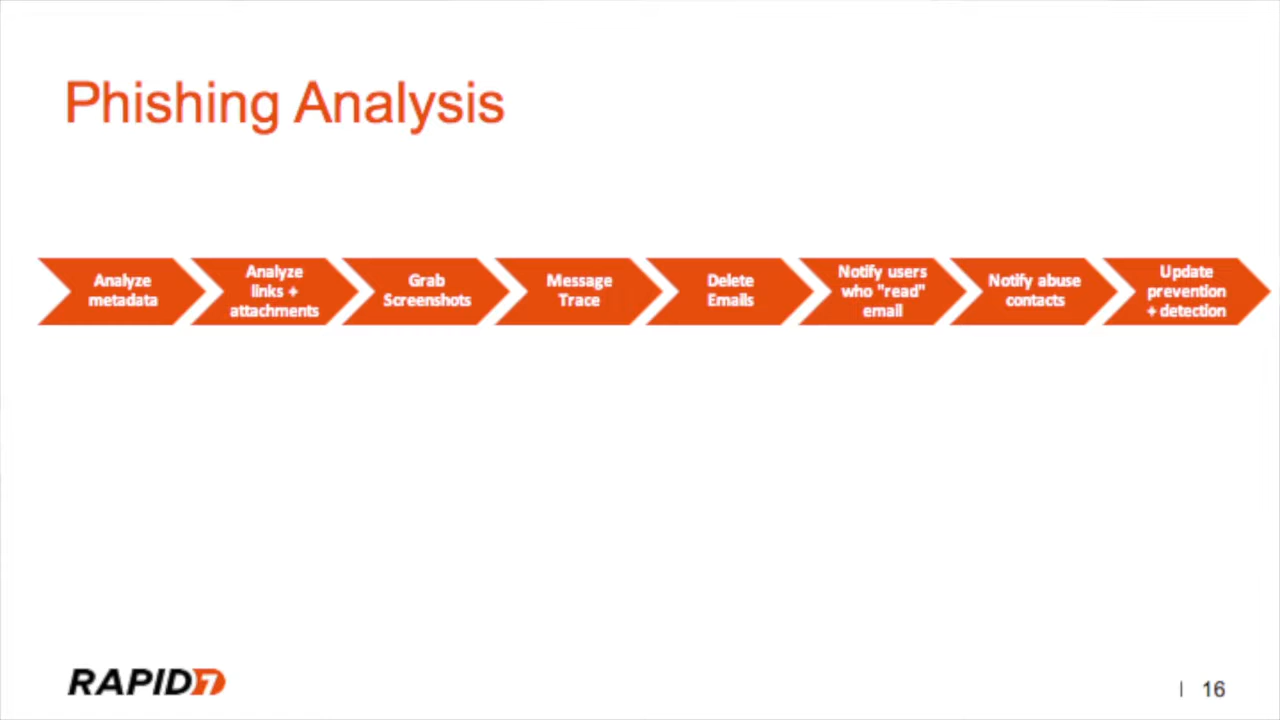 Phishing Analysis
Analyze
metadata
Analyze
links +
attachments
Grab
Screenshots
Message
Trace
Delete
Emails
Notify users
who "read"
email
Notify abuse
contacts
Update
prevention
+ detection
RAPID7
| 16